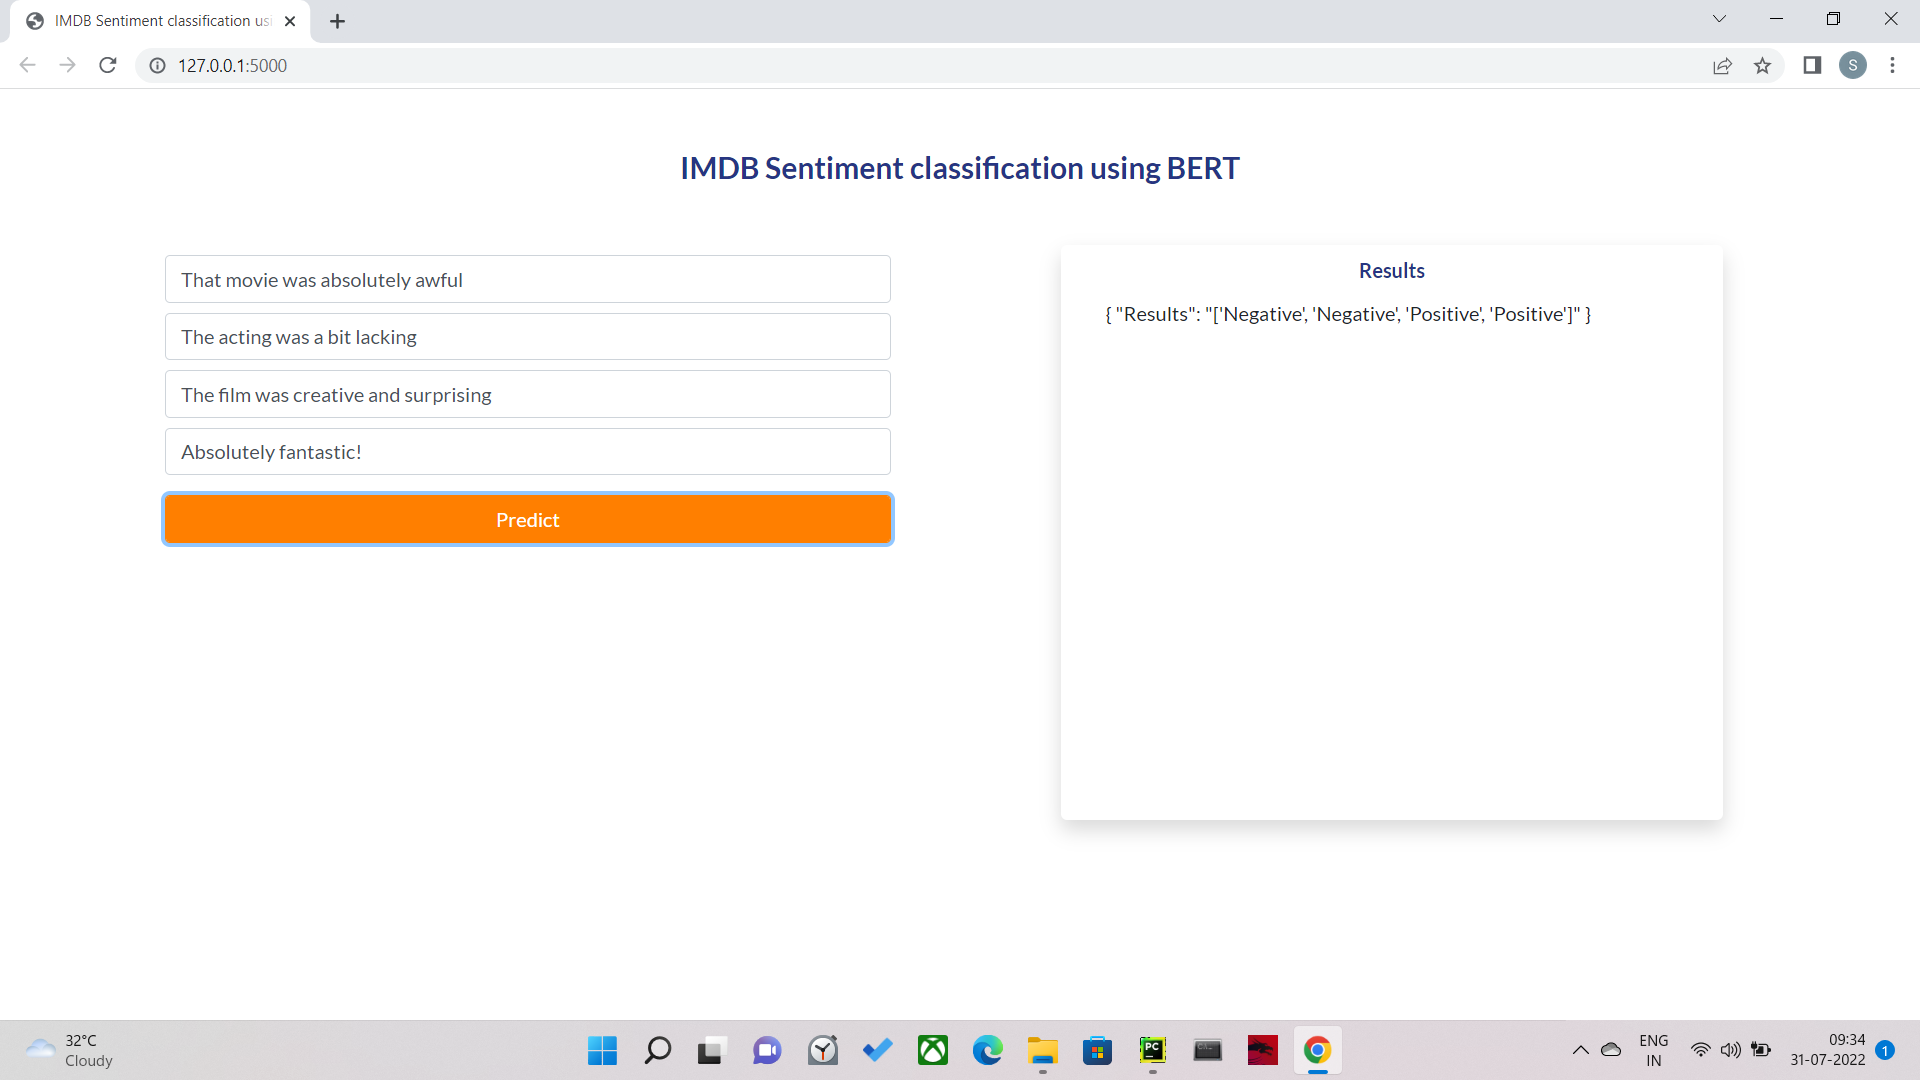 IMDB Sentiment classification usi
127.0.0.1:5000
S
IMDB Sentiment classification using BERT
That movie was absolutely awful
The acting was a bit lacking
The film was creative and surprising
Absolutely fantastic!
Predict
Results
{ "Results": "['Negative', 'Negative', 'Positive', 'Positive']" }
32°C
Cloudy
PC
ENG
IN
09:34
31-07-2022
1